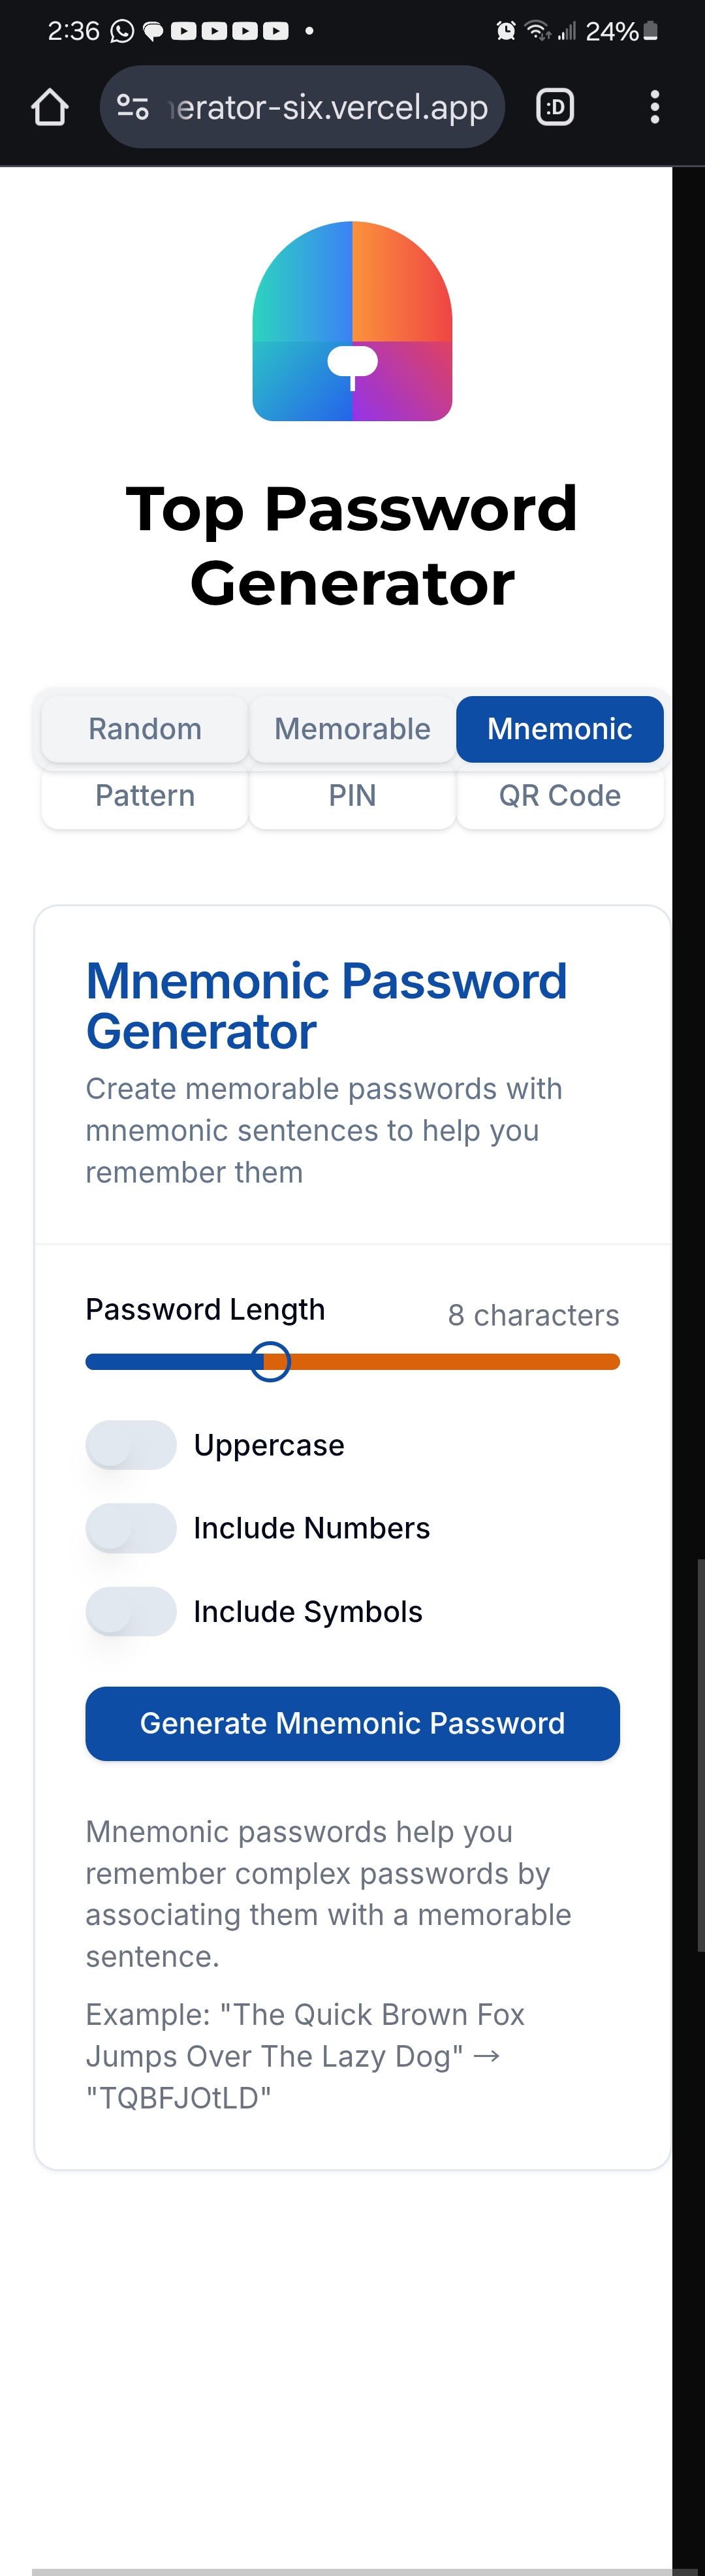 2:36
24%
erator-six.vercel.app
:D
Top Password
Generator
Random
Memorable
Mnemonic
Pattern
PIN
QR Code
Mnemonic Password
Generator
Create memorable passwords with
mnemonic sentences to help you
remember them
Password Length
8 characters
Uppercase
Include Numbers
Include Symbols
Generate Mnemonic Password
Mnemonic passwords help you
remember complex passwords by
associating them with a memorable
sentence.
Example: "The Quick Brown Fox
Jumps Over The Lazy Dog" →
"TQBFJOtLD"